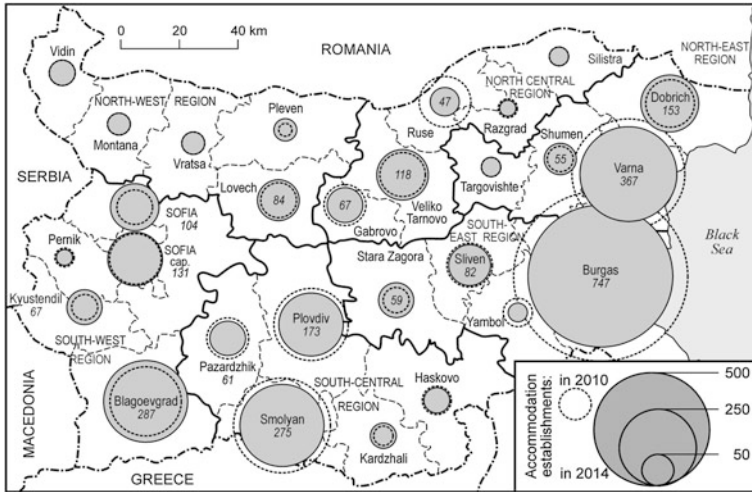 0 20 40 km
ROMANIA
NORTH-EAST
REGION
Vidin
Silistra
NORTH CENTRAL
REGION
NORTH-WEST REGION
Pleven
47
Dobrich
153
Montana
Vratsa
Ruse
Razgrad
Shumen
55
SERBIA
Lovech
84
118
Targovishte
Varna
367
67
Veliko
Tarnovo
Gabrovo
SOFIA
104
SOUTH-
EAST REGION
Pernik
SOFIA
cap.
131
Stara Zagora
Sliven
82
Black
Sea
Burgas
747
Kyustendil
67
59
Plovdiv
173
Yambol
SOUTH-WEST
REGION
Pazardzhik
61
MACEDONIA
Blagoevgrad
287
SOUTH-CENTRAL
REGION
Haskovo
Smolyan
275
Kardzhali
GREECE
Accommodation
establishments:
in 2010
in 2014
500
250
50